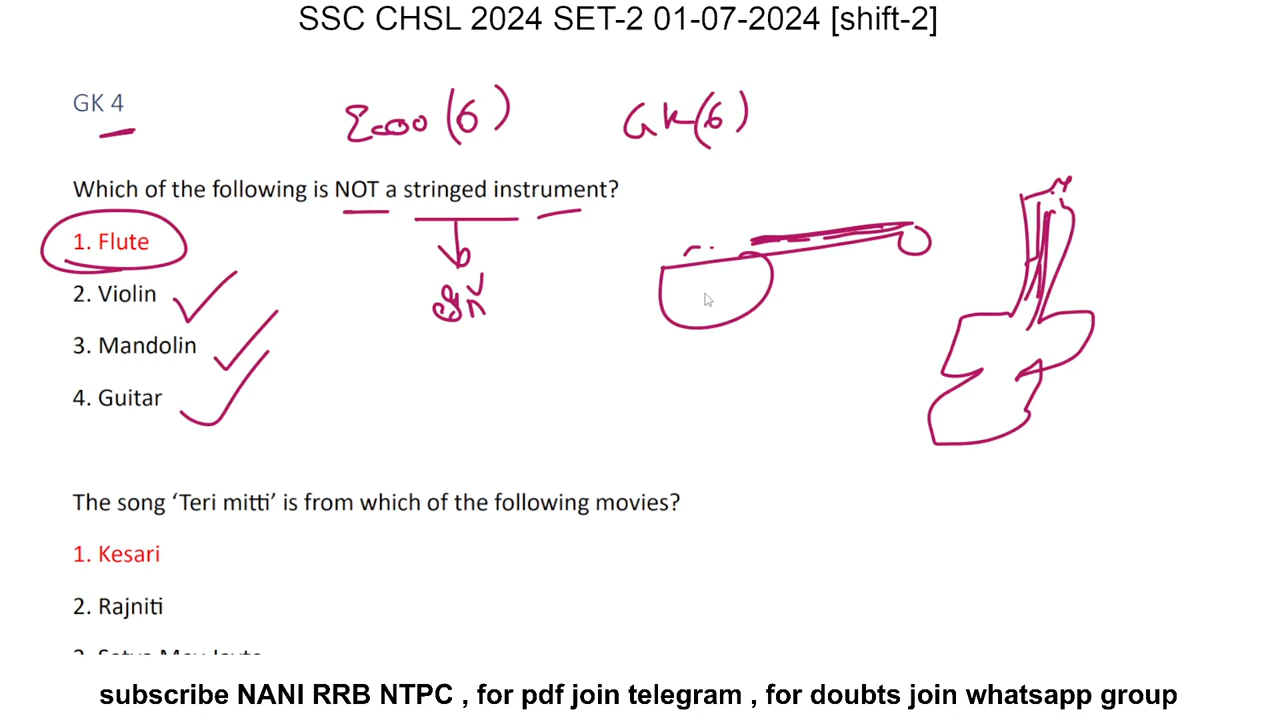 SSC CHSL 2024 SET-2 01-07-2024 [shift-2]
GK 4
(6)
GK(6)
Which of the following is NOT a stringed instrument?
1. Flute
2. Violin
3. Mandolin
4. Guitar
The song ‘Teri mitti’ is from which of the following movies?
1. Kesari
2. Rajniti
subscribe NANI RRB NTPC , for pdf join telegram , for doubts join whatsapp group